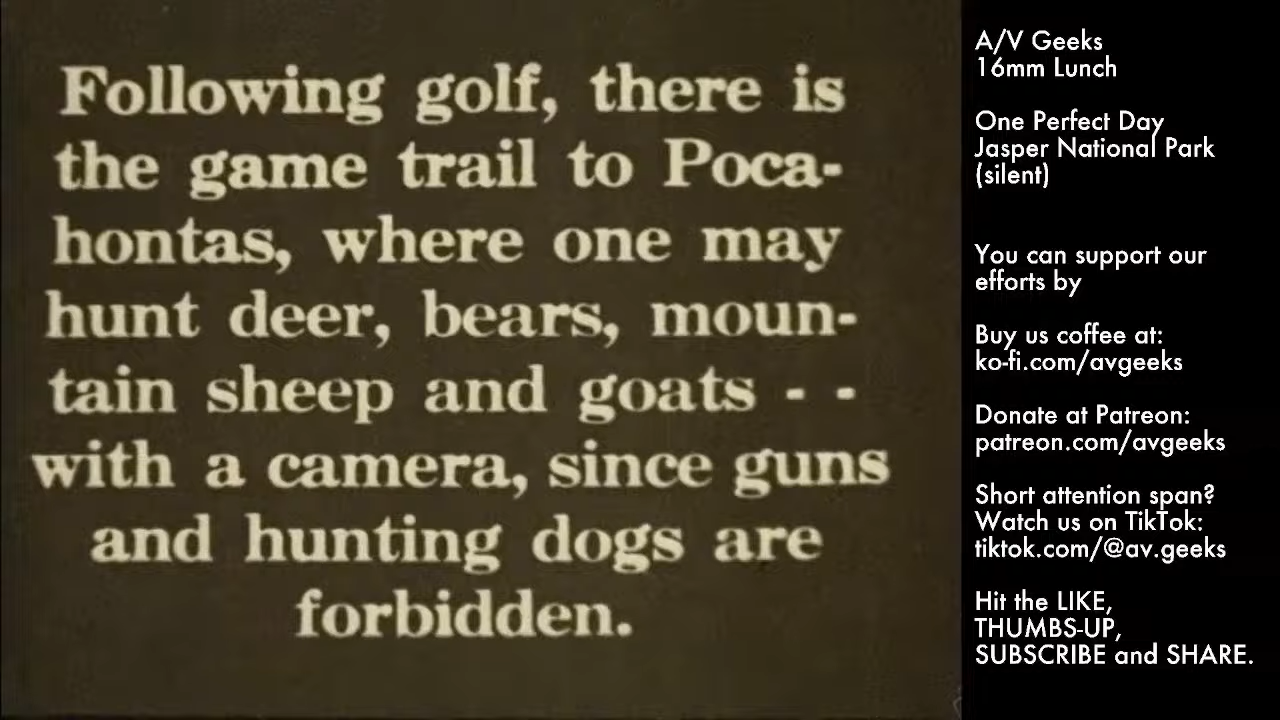 Following golf, there is
the game trail to Poca-
hontas, where one may
hunt deer, bears, moun-
tain sheep and goats - -
with a camera, since guns
and hunting dogs are
forbidden.
A/V Geeks
16mm Lunch
One Perfect Day
Jasper National Park
(silent)
You can support our
efforts by
Buy us coffee at:
ko-fi.com/avgeeks
Donate at Patreon:
patreon.com/avgeeks
Short attention span?
Watch us on TikTok:
tiktok.com/@av.geeks
Hit the LIKE,
THUMBS-UP,
SUBSCRIBE and SHARE.